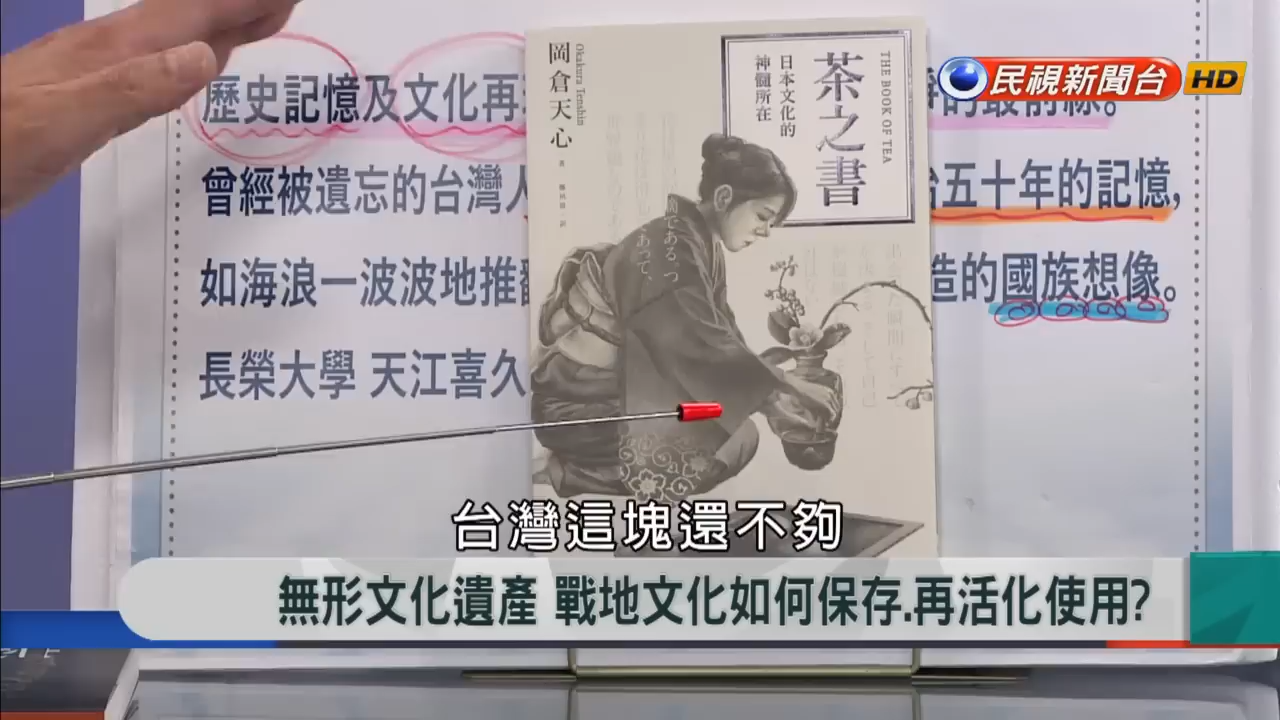 歷史記憶及文化再
的最前線。
曾經被遺忘的台灣人
五十年的記憶,
如海浪一波波地推
造的國族想像。
長榮大學 天江喜久
岡倉天心
Okakura Tenshin
著
茶之書
THE BOOK OF TEA
日本文化的
神髓所在
民視新聞台 HD
台灣這塊還不夠
無形文化遺產 戰地文化如何保存.再活化使用?